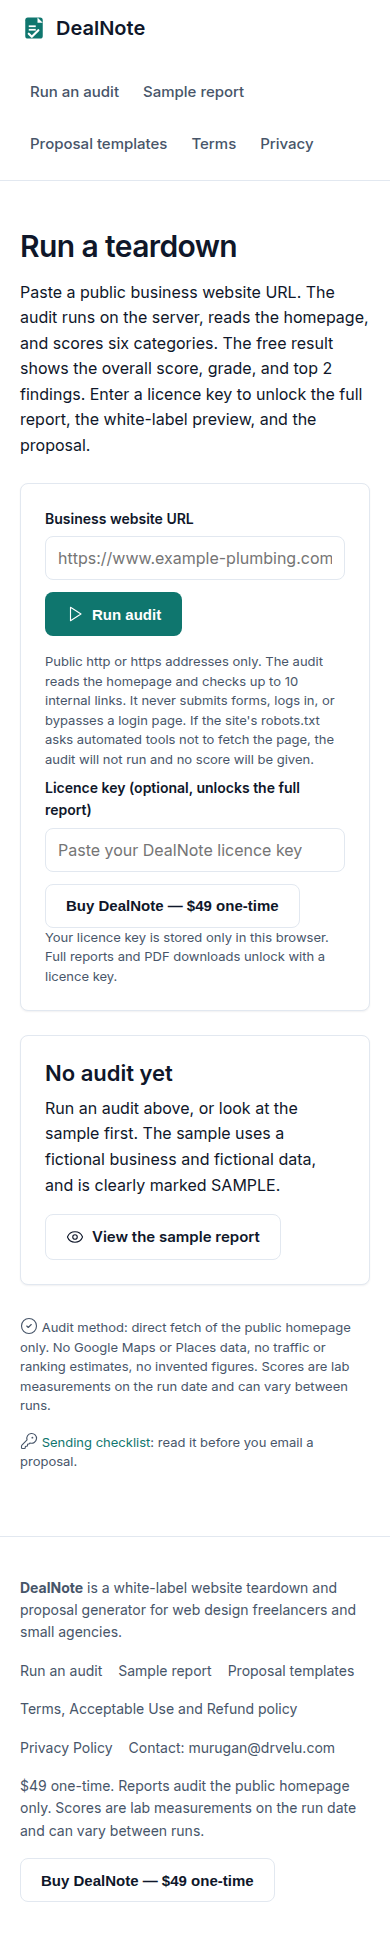 DealNote
Run an audit Sample report
Proposal templates Terms Privacy
Run a teardown
Paste a public business website URL. The
audit runs on the server, reads the homepage,
and scores six categories. The free result
shows the overall score, grade, and top 2
findings. Enter a licence key to unlock the full
report, the white-label preview, and the
proposal.
Business website URL
https://www.example-plumbing.com
Run audit
Public http or https addresses only. The audit
reads the homepage and checks up to 10
internal links. It never submits forms, logs in, or
bypasses a login page. If the site's robots.txt
asks automated tools not to fetch the page, the
audit will not run and no score will be given.
Licence key (optional, unlocks the full
report)
Paste your DealNote licence key
Buy DealNote — $49 one-time
Your licence key is stored only in this browser.
Full reports and PDF downloads unlock with a
licence key.
No audit yet
Run an audit above, or look at the
sample first. The sample uses a
fictional business and fictional data,
and is clearly marked SAMPLE.
View the sample report
Audit method: direct fetch of the public homepage
only. No Google Maps or Places data, no traffic or
ranking estimates, no invented figures. Scores are lab
measurements on the run date and can vary between
runs.
Sending checklist: read it before you email a
proposal.
DealNote is a white-label website teardown and
proposal generator for web design freelancers and
small agencies.
Run an audit Sample report Proposal templates
Terms, Acceptable Use and Refund policy
Privacy Policy Contact: murugan@drvelu.com
$49 one-time. Reports audit the public homepage
only. Scores are lab measurements on the run date
and can vary between runs.
Buy DealNote — $49 one-time